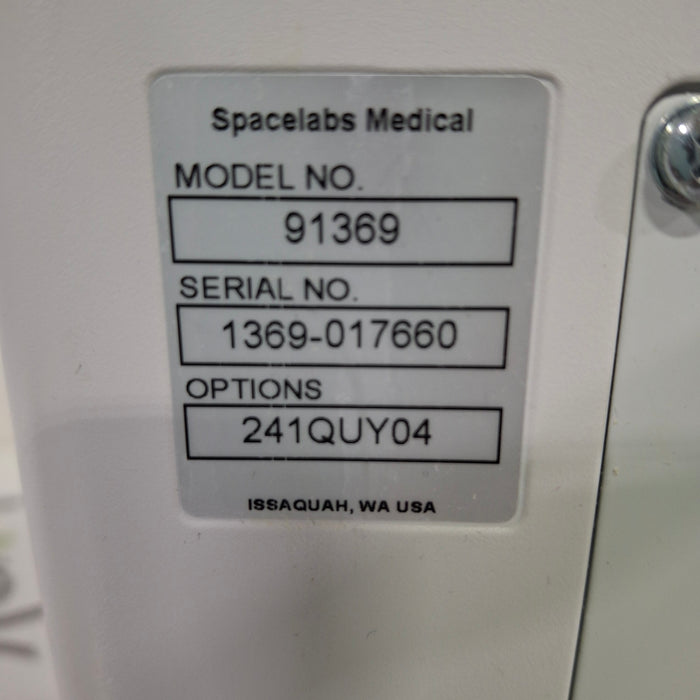 Spacelabs Medical
MODEL NO.
91369
SERIAL NO.
1369-017660
OPTIONS
241QUY04
ISSAQUAH, WA USA